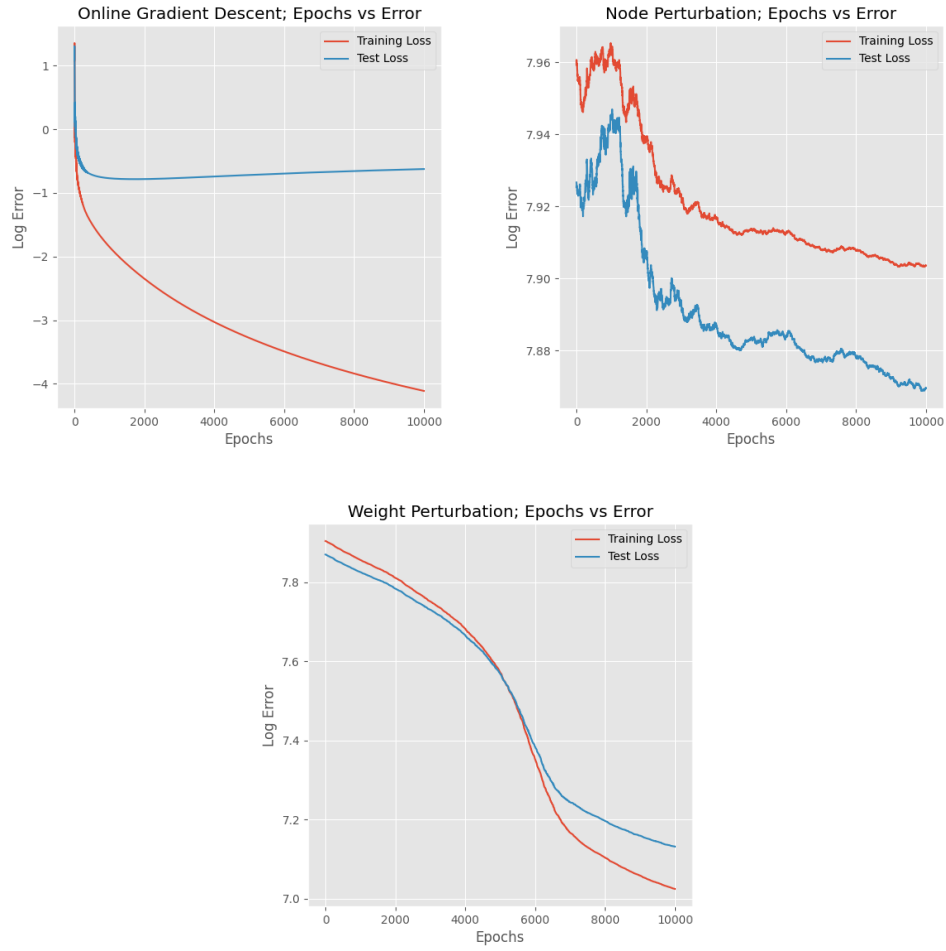 Online Gradient Descent; Epochs vs Error
Training Loss
Test Loss
1
0
−1
−2
−3
−4
Log Error
0 2000 4000 6000 8000 10000
Epochs
Node Perturbation; Epochs vs Error
Training Loss
Test Loss
7.96
7.94
7.92
7.90
7.88
Log Error
0 2000 4000 6000 8000 10000
Epochs
Weight Perturbation; Epochs vs Error
Training Loss
Test Loss
7.8
7.6
7.4
7.2
7.0
Log Error
0 2000 4000 6000 8000 10000
Epochs